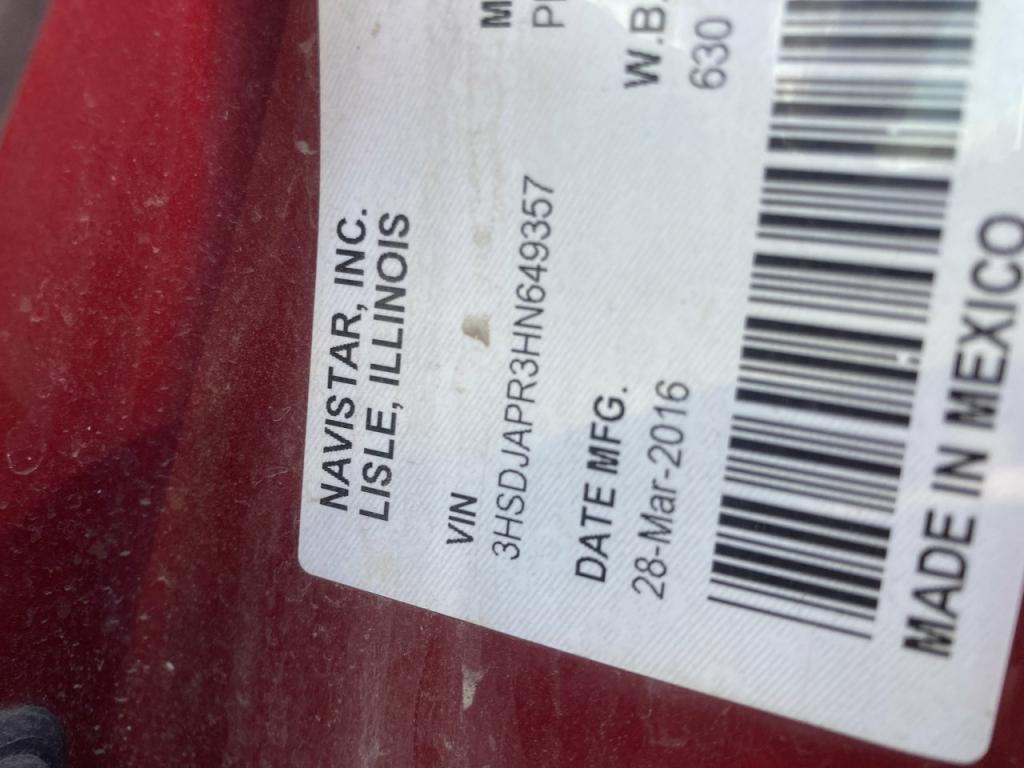 NAVISTAR, INC.
LISLE, ILLINOIS
VIN
3HSDJAPR3HN649357
DATE MFG.
28-Mar-2016
W.B.
630
MADE IN MEXICO